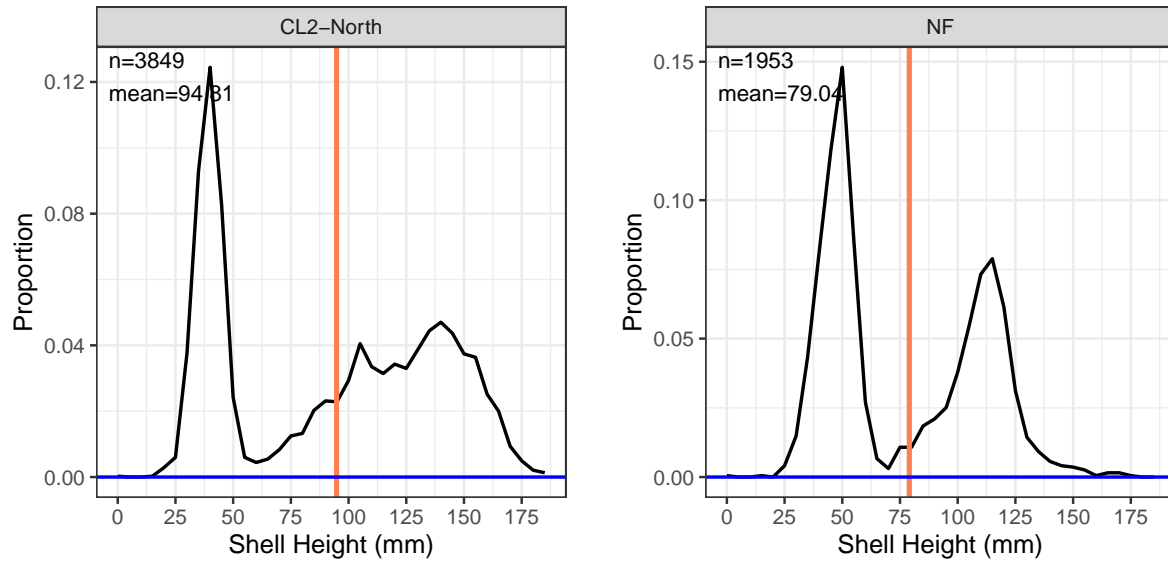 CL2−North
n=3849
mean=94.81
0.12
0.08
0.04
0.00
Proportion
0 25 50 75 100 125 150 175
Shell Height (mm)
NF
n=1953
mean=79.04
0.15
0.10
0.05
0.00
Proportion
0 25 50 75 100 125 150 175
Shell Height (mm)